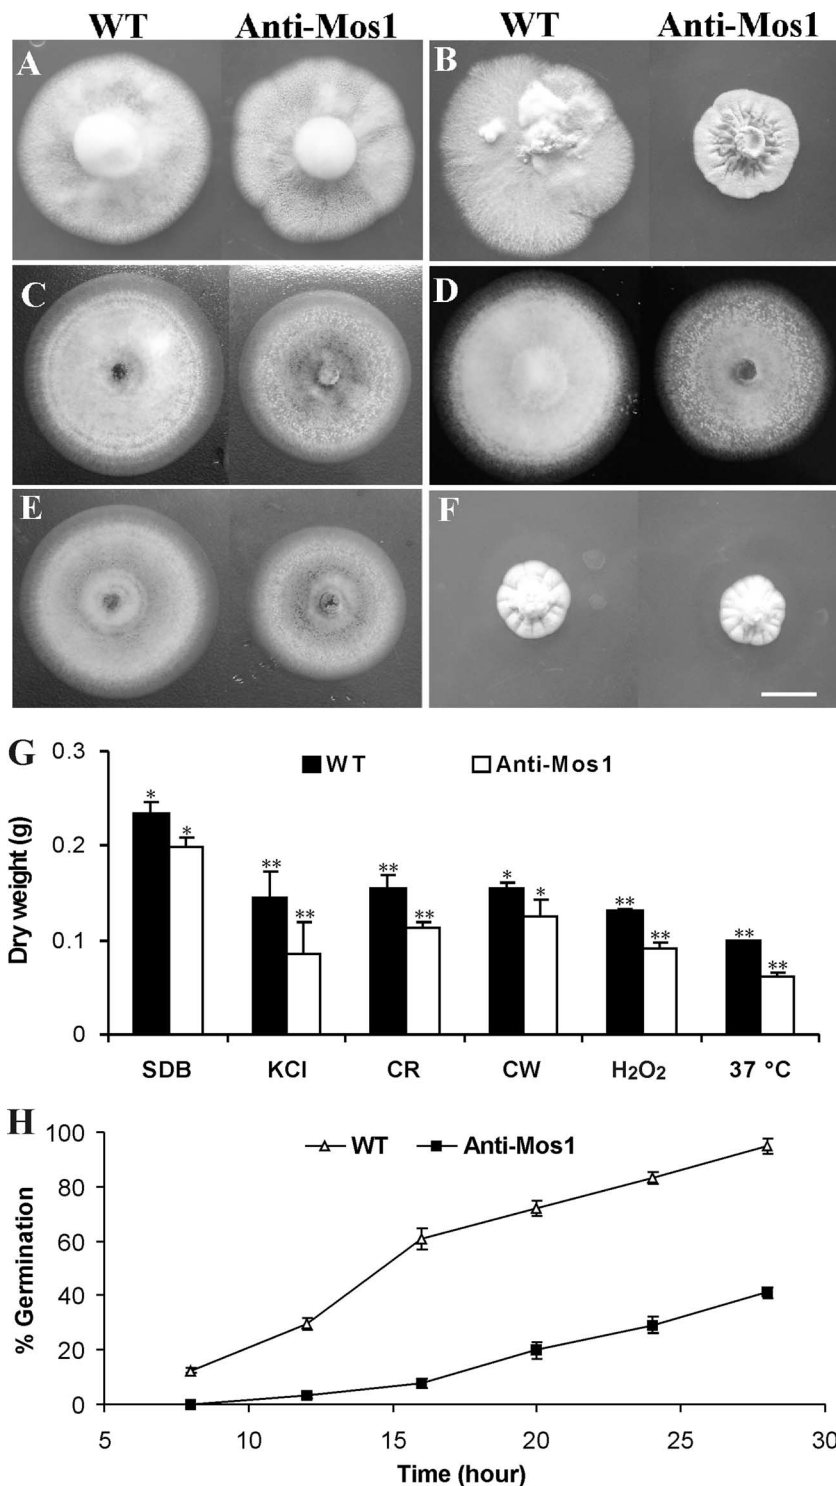 WT Anti-Mos1 WT Anti-Mos1
A B
C D
E F
G
0.3
WT Anti-Mos1
* * ** ** ** ** * * ** ** ** **
0.2
0.1
0
Dry weight (g)
SDB KCl CR CW H₂O₂ 37 °C
H
100
WT Anti-Mos1
80
60
40
20
0
% Germination
5 10 15 20 25 30
Time (hour)